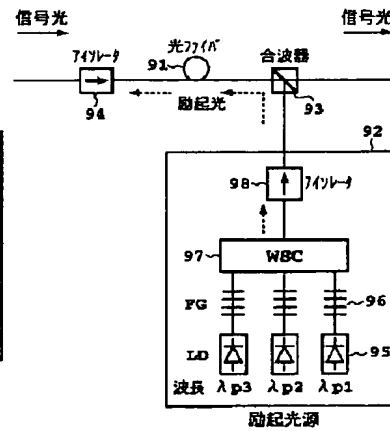 信号光 信号光
アイソレータ
光ファイバ
合波器
91
94
励起光
93
92
98
アイソレータ
97
WSC
FG
96
LD
95
波長 λp3 λp2 λp1
励起光源